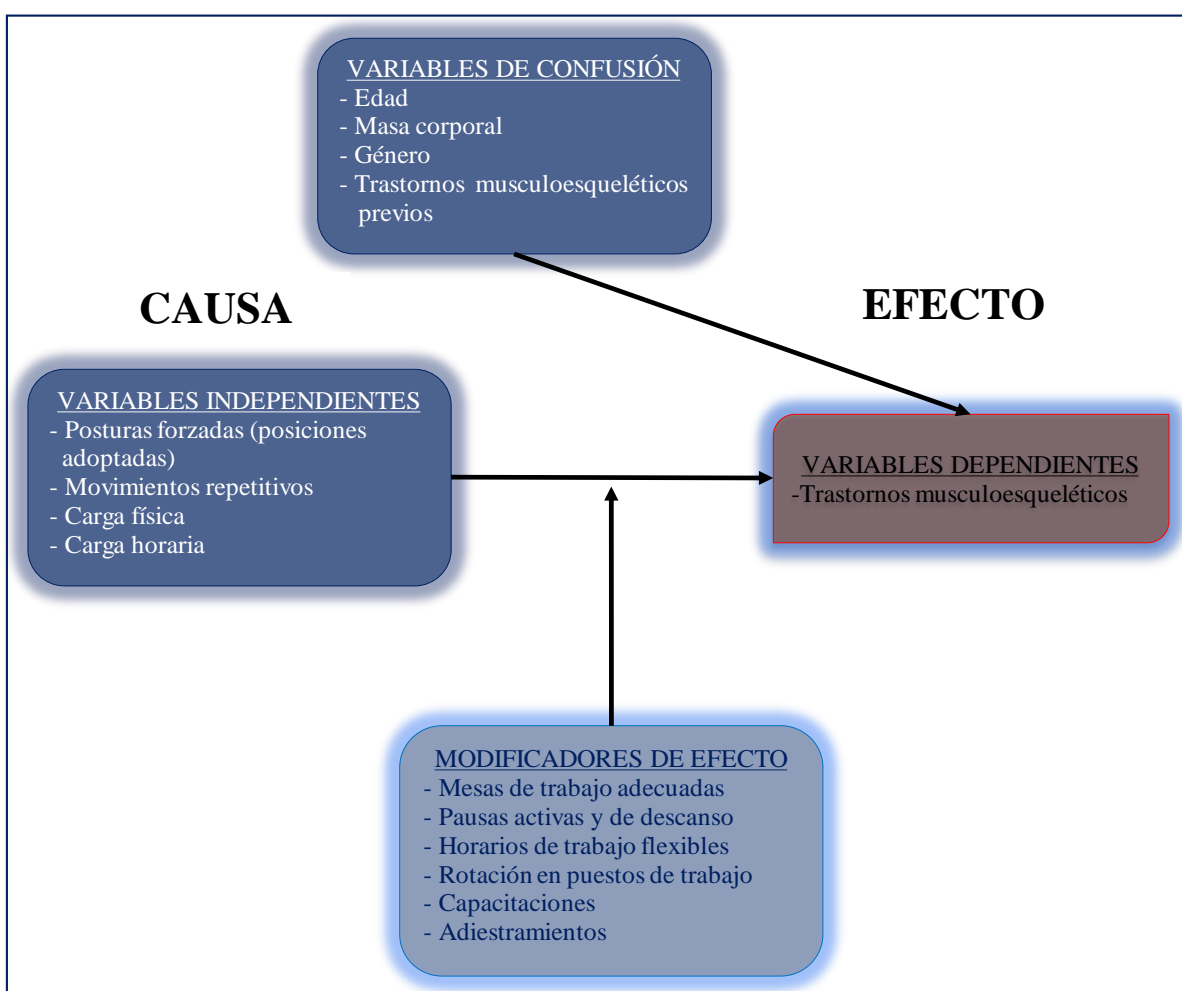 VARIABLES DE CONFUSIÓN
- Edad
- Masa corporal
- Género
- Trastornos musculoesqueléticos
previos
CAUSA
EFECTO
VARIABLES INDEPENDIENTES
- Posturas forzadas (posiciones
adoptadas)
- Movimientos repetitivos
- Carga física
- Carga horaria
VARIABLES DEPENDIENTES
-Trastornos musculoesqueléticos
MODIFICADORES DE EFECTO
- Mesas de trabajo adecuadas
- Pausas activas y de descanso
- Horarios de trabajo flexibles
- Rotación en puestos de trabajo
- Capacitaciones
- Adiestramientos